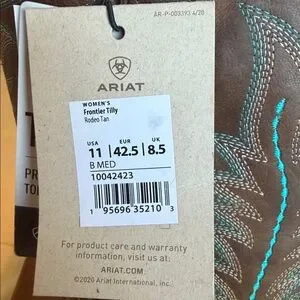 AR-P-003393 4/20
ARIAT
WOMEN'S
Frontier Tilly
Rodeo Tan
USA EUR UK
11 42.5 8.5
B MED
10042423
1 95696 35210 3
For product care and warranty
information, visit us at:
ARIAT.COM
©2020 Ariat International, Inc.